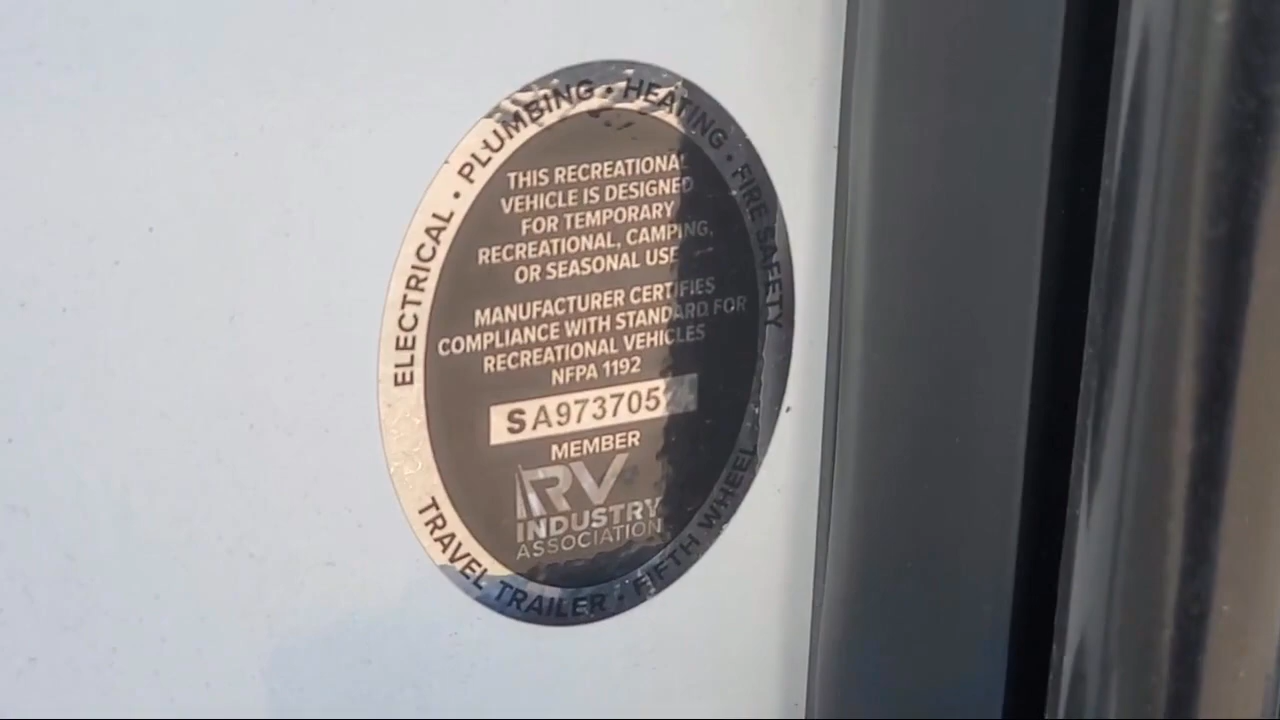 ELECTRICAL • PLUMBING • HEATING • FIRE SAFETY
THIS RECREATIONAL
VEHICLE IS DESIGNED
FOR TEMPORARY
RECREATIONAL, CAMPING,
OR SEASONAL USE
MANUFACTURER CERTIFIES
COMPLIANCE WITH STANDARD FOR
RECREATIONAL VEHICLES
NFPA 1192
MEMBER
RV
INDUSTRY
ASSOCIATION
TRAVEL TRAILER • FIFTH WHEEL